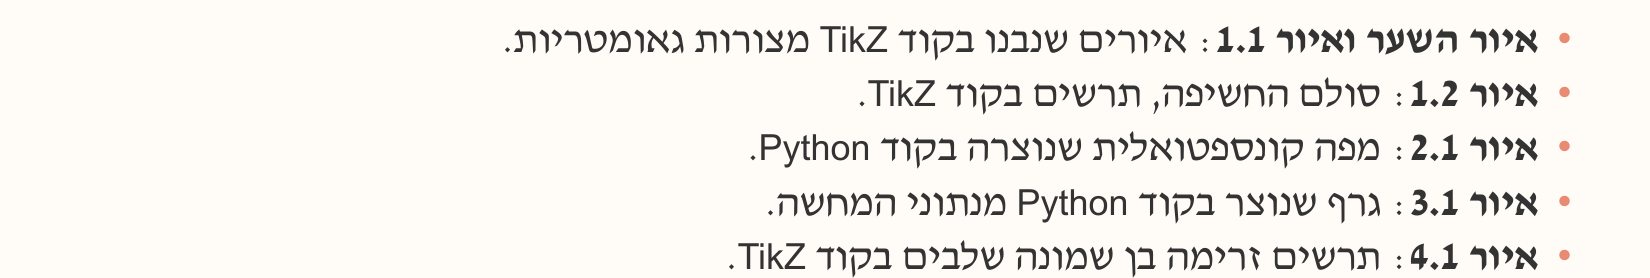 • איור השער ואיור 1.1: איורים שנבנו בקוד TikZ מצורות גאומטריות.
• איור 1.2: סולם החשיפה, תרשים בקוד TikZ.
• איור 2.1: מפה קונספטואלית שנוצרה בקוד Python.
• איור 3.1: גרף שנוצר בקוד Python מנתוני המחשה.
• איור 4.1: תרשים זרימה בן שמונה שלבים בקוד TikZ.